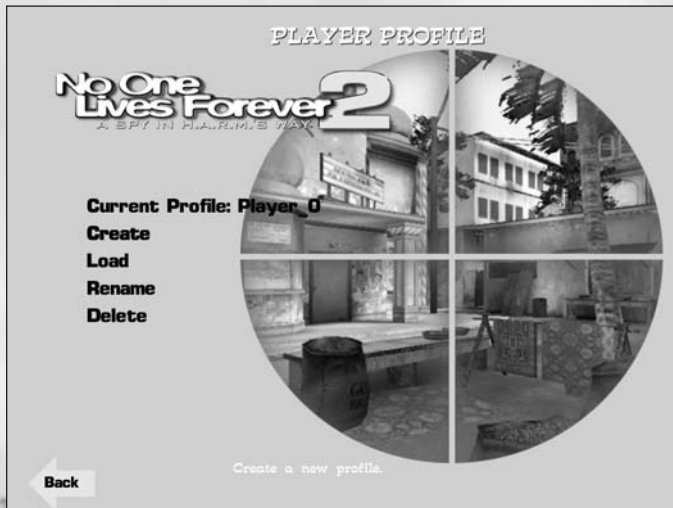 PLAYER PROFILE
No One
Lives Forever 2
A SPY IN H.A.R.M.'S WAY
Current Profile: Player_0
Create
Load
Rename
Delete
Create a new profile.
Back